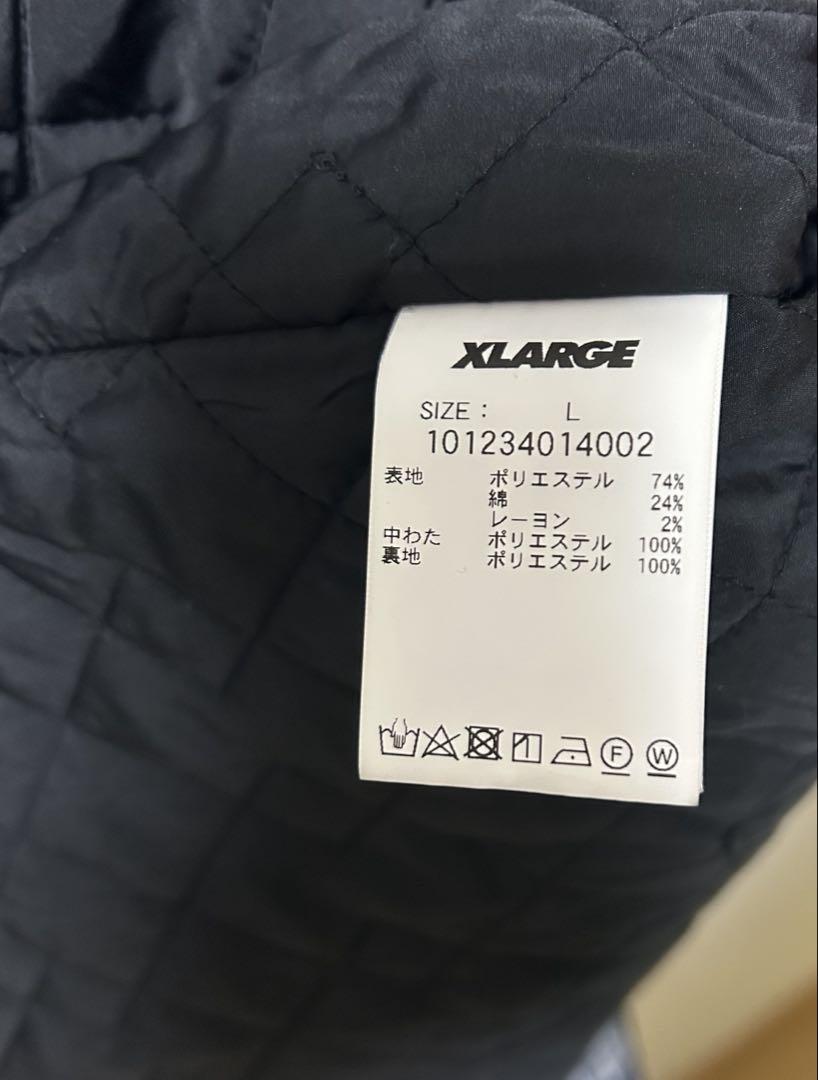 XLARGE
SIZE : L
101234014002
表地 ポリエステル 74%
綿 24%
レーヨン 2%
中わた ポリエステル 100%
裏地 ポリエステル 100%
F W